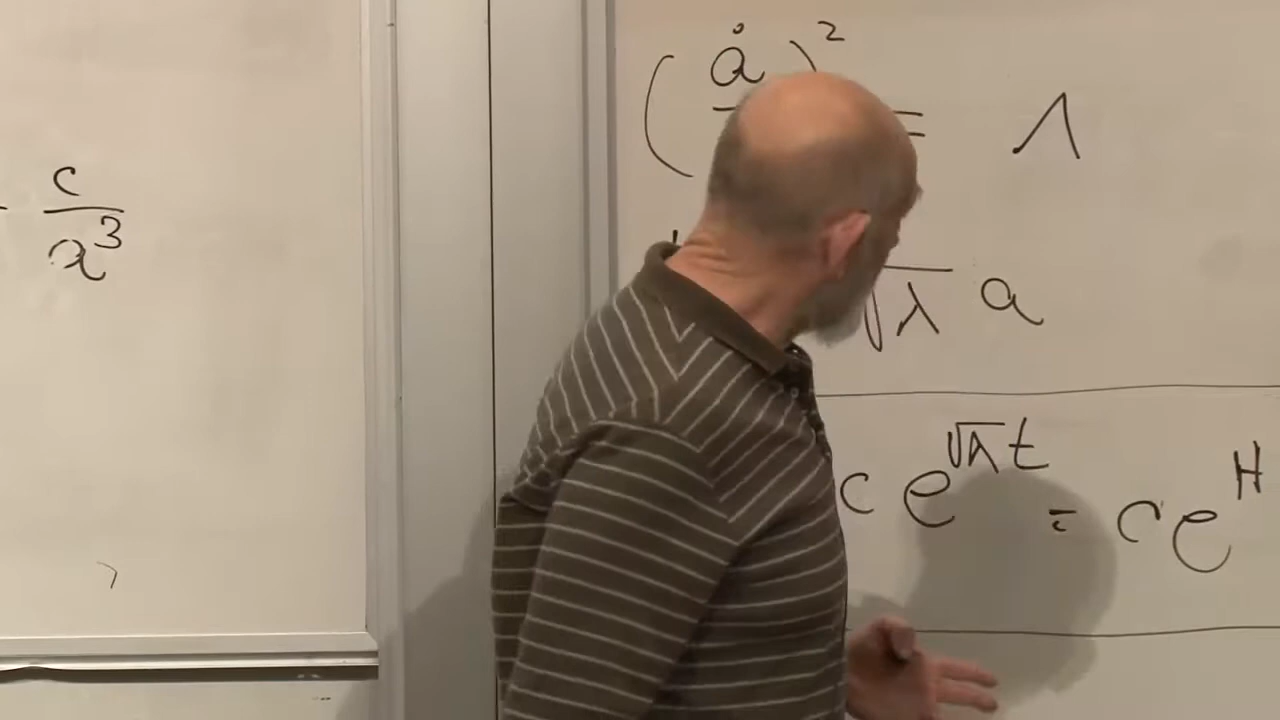 c
a³
( ȧ )² = Λ
√λ a
c e^√λ t = c e^H